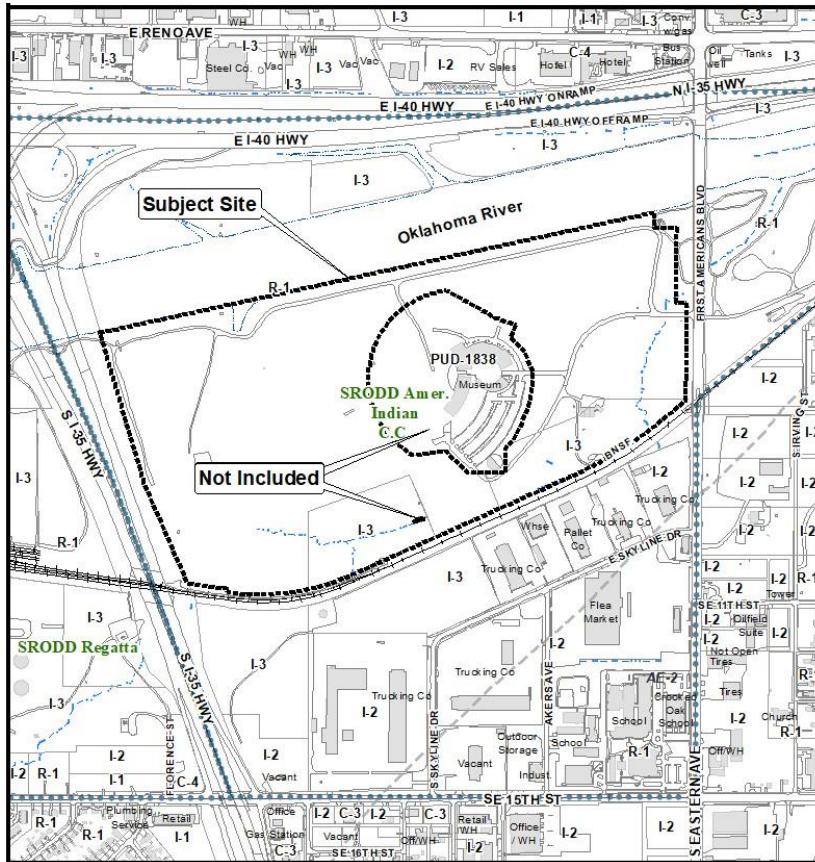 I-3
I-1
I-1
I-3
Conv
w/gas
C-3
WH
E RENO AVE
I-3
I-3
Steel Co.
Vac
WH
WH
I-3
Vac Vac
I-2
RV Sales
C-4
Hotel
Hotel
Bus
Station
Oil
well
Tanks
I-3
E I-40 HWY
E I-40 HWY ONRAMP
N I-35 HWY
I-3
E I-40 HWY
E I-40 HWY OFFRAMP
I-3
I-3
Subject Site
Oklahoma River
R-1
FIRST AMERICANS BLVD
R-1
PUD-1838
Museum
SRODD Amer.
Indian
C.C
S I-35 HWY
I-3
BNSF
I-2
I-2
S IRVING ST
Not Included
I-3
R-1
I-3
Whse
Pallet
Co
Trucking Co
Trucking Co
Trucking Co
E SKYLINE DR
I-2
I-2
I-2
I-3
I-2
I-2
R-1
Tower
SE 11TH ST
I-3
SRODD Regatta
I-3
S I-35 HWY
I-3
Flea
Market
I-2
I-2
Oilfield
Suite
I-2
Not Open
Tires
Trucking Co
I-2
Trucking Co
AKERS AVE
AE-2
Crooked
Oak
School
School
R-1
Tires
I-2
Church
R-1
Off/WH
S SKYLINE DR
Outdoor
Storage
School
Vacant
Indust.
I-2
I-2
R-1
I-1
FLORENCE ST
C-4
I-2
Vacant
S EASTERN AVE
SE 15TH ST
R-1
R-1
Plumbing
Service
Retail
I-1
Office
Gas Station
C-3
I-2
C-3
I-2
Vacant
C-3
Off/WH
Retail
/WH
I-2
Office
/ WH
I-2
I-2
I-2
R-1
SE 16TH ST